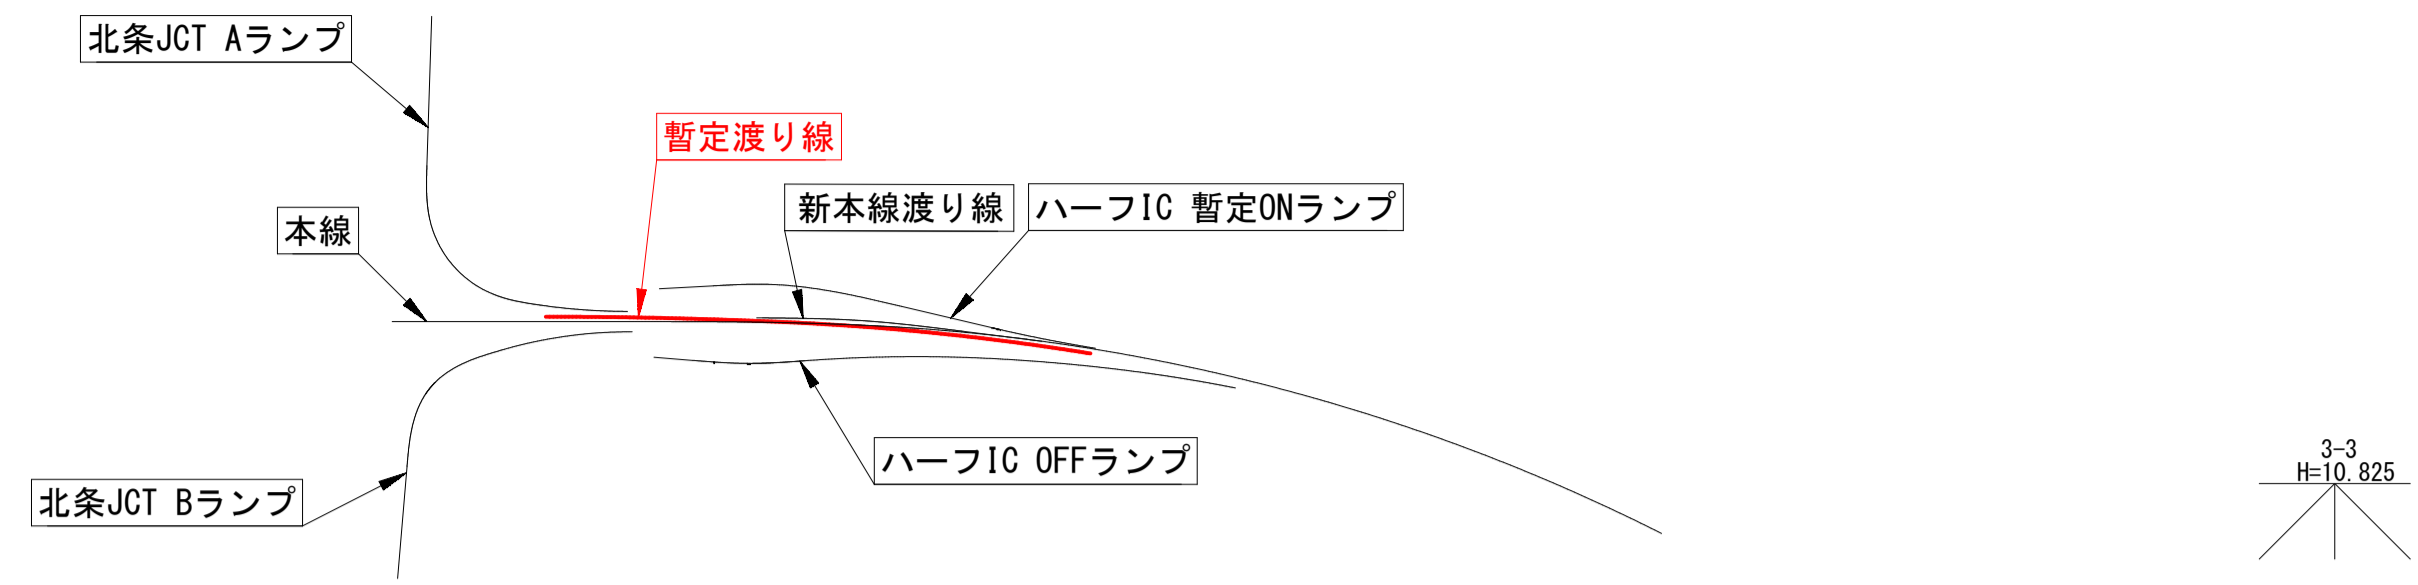 北条JCT Aランプ
暫定渡り線
新本線渡り線
ハーフIC 暫定ONランプ
本線
ハーフIC OFFランプ
北条JCT Bランプ
3-3
H=10.825